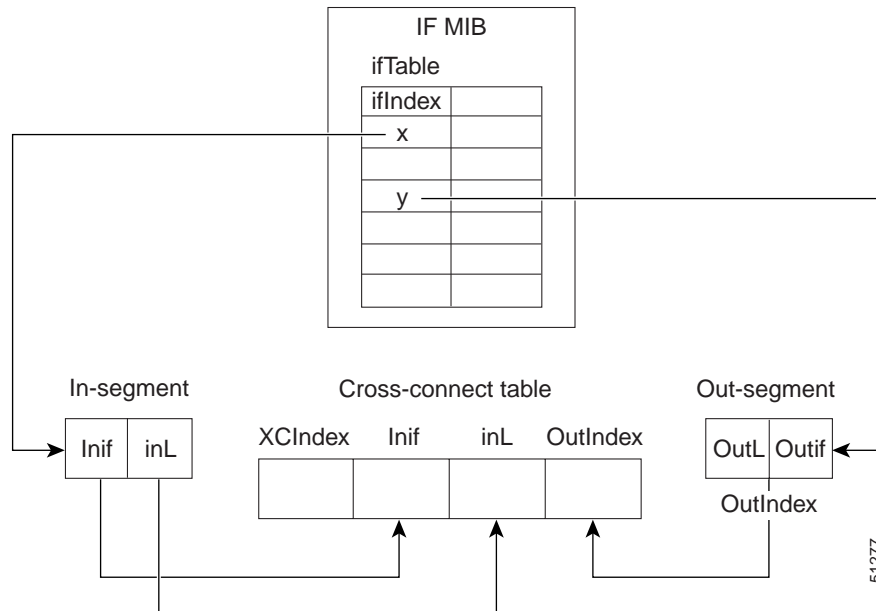 IF MIB
ifTable
ifIndex
x
y
In-segment
Cross-connect table
Out-segment
XCIndex Inif inL OutIndex
Inif inL
OutL Outif
OutIndex
51277